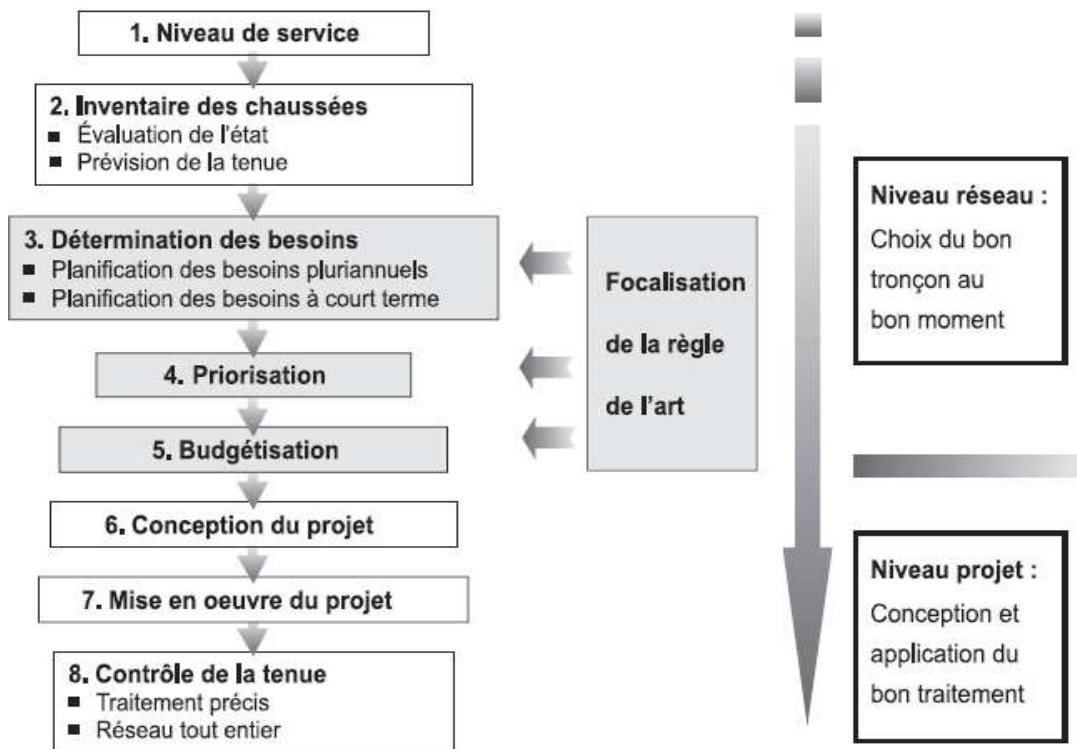 1. Niveau de service
2. Inventaire des chaussées
▪ Évaluation de l'état
▪ Prévision de la tenue
3. Détermination des besoins
▪ Planification des besoins pluriannuels
▪ Planification des besoins à court terme
4. Priorisation
5. Budgétisation
6. Conception du projet
7. Mise en oeuvre du projet
8. Contrôle de la tenue
▪ Traitement précis
▪ Réseau tout entier
Focalisation
de la règle
de l'art
Niveau réseau :
Choix du bon
tronçon au
bon moment
Niveau projet :
Conception et
application du
bon traitement